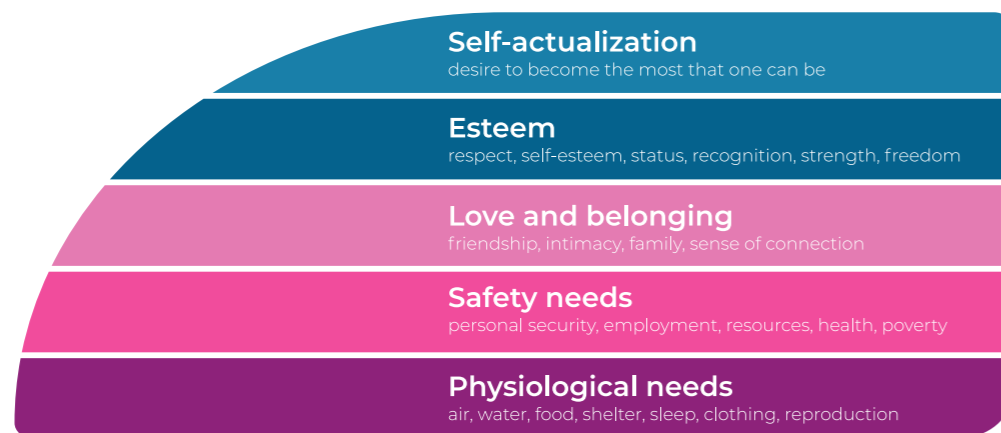 Self-actualization
desire to become the most that one can be
Esteem
respect, self-esteem, status, recognition, strength, freedom
Love and belonging
friendship, intimacy, family, sense of connection
Safety needs
personal security, employment, resources, health, poverty
Physiological needs
air, water, food, shelter, sleep, clothing, reproduction